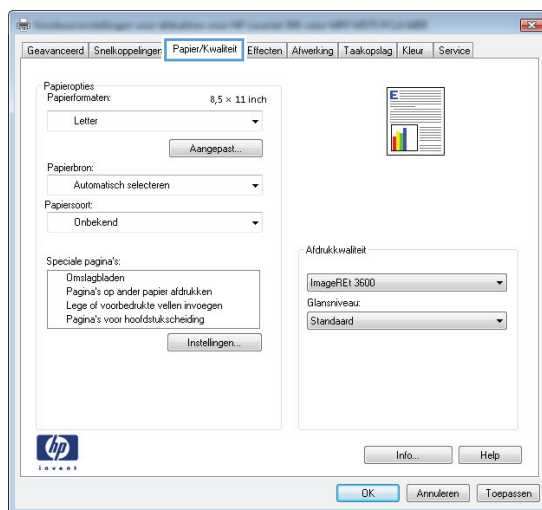 Geavanceerd Snelkoppelingen Papier/Kwaliteit Effecten Afwerking Taakopslag Kleur Service
Papieropties
Papierformaten: 8,5 × 11 inch
Letter
Aangepast...
Papierbron:
Automatisch selecteren
Papiersoort:
Onbekend
Speciale pagina's:
Omslagbladen
Pagina's op ander papier afdrukken
Lege of voorbedrukte vellen invoegen
Pagina's voor hoofdstukscheiding
Instellingen...
E
Afdrukkwaliteit
ImageREt 3600
Glansniveau:
Standaard
hp
invent
Info... Help
OK Annuleren Toepassen